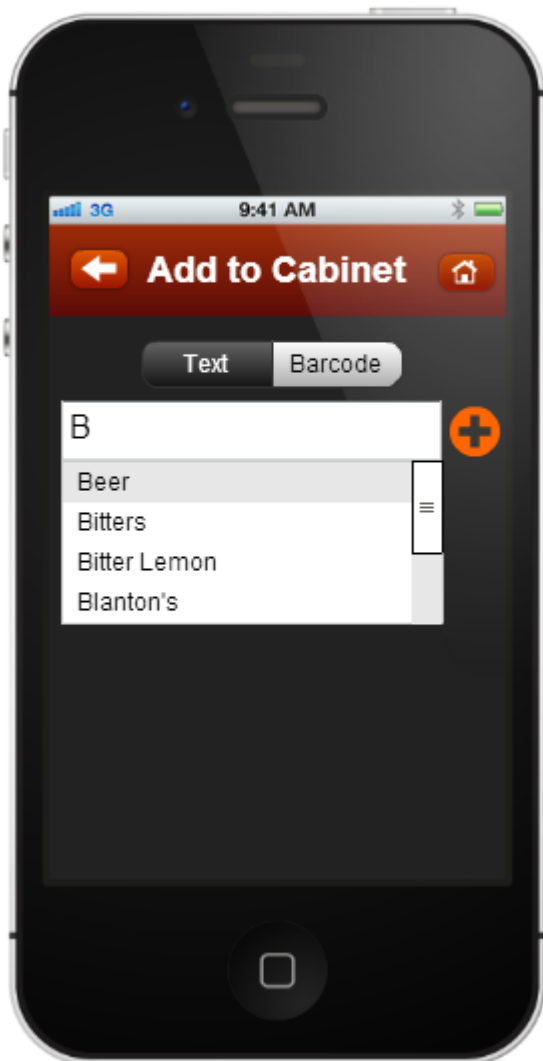 3G 9:41 AM
Add to Cabinet
Text Barcode
B
Beer
Bitters
Bitter Lemon
Blanton's